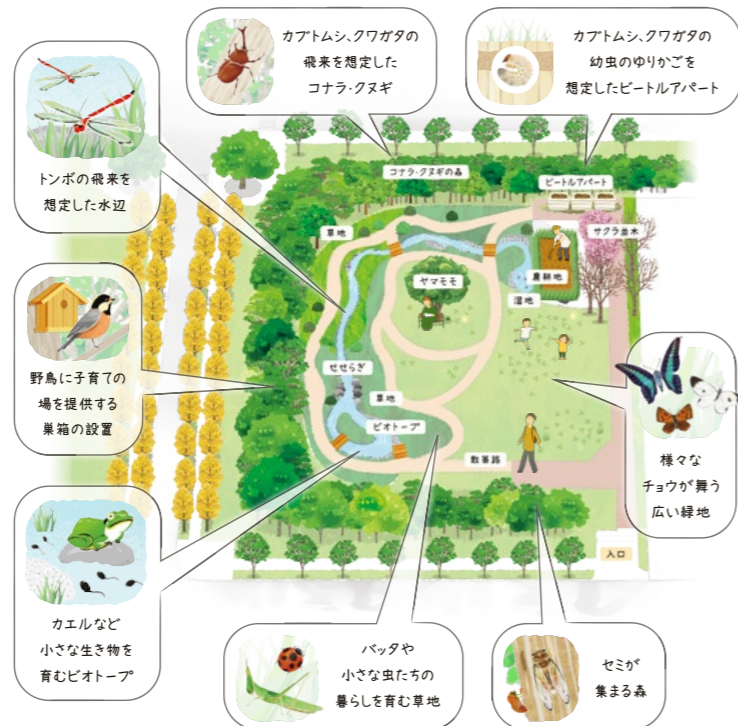 カブトムシ、クワガタの
飛来を想定した
コナラ・クヌギ
カブトムシ、クワガタの
幼虫のゆりかごを
想定したビートルアパート
トンボの飛来を
想定した水辺
コナラ・クヌギの森
ビートルアパート
草地
サクラ並木
ヤマモモ
農耕地
湿地
野鳥に子育ての
場を提供する
巣箱の設置
せせらぎ
草地
ビオトープ
散策路
様々な
チョウが舞う
広い緑地
入口
カエルなど
小さな生き物を
育むビオトープ
バッタや
小さな虫たちの
暮らしを育む草地
セミが
集まる森